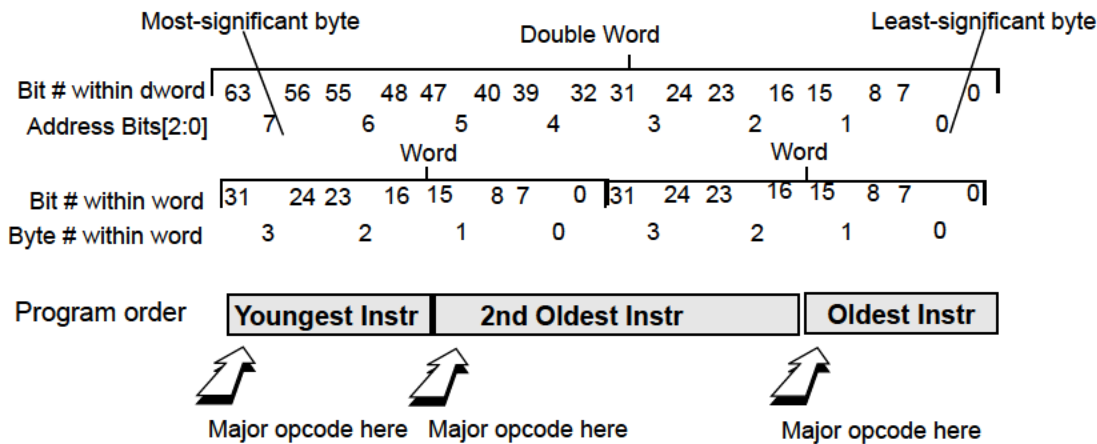 Most-significant byte Least-significant byte
Double Word
Bit # within dword 63 56 55 48 47 40 39 32 31 24 23 16 15 8 7 0
Address Bits[2:0] 7 6 5 4 3 2 1 0
Word Word
Bit # within word 31 24 23 16 15 8 7 0 31 24 23 16 15 8 7 0
Byte # within word 3 2 1 0 3 2 1 0
Program order Youngest Instr 2nd Oldest Instr Oldest Instr
Major opcode here Major opcode here Major opcode here